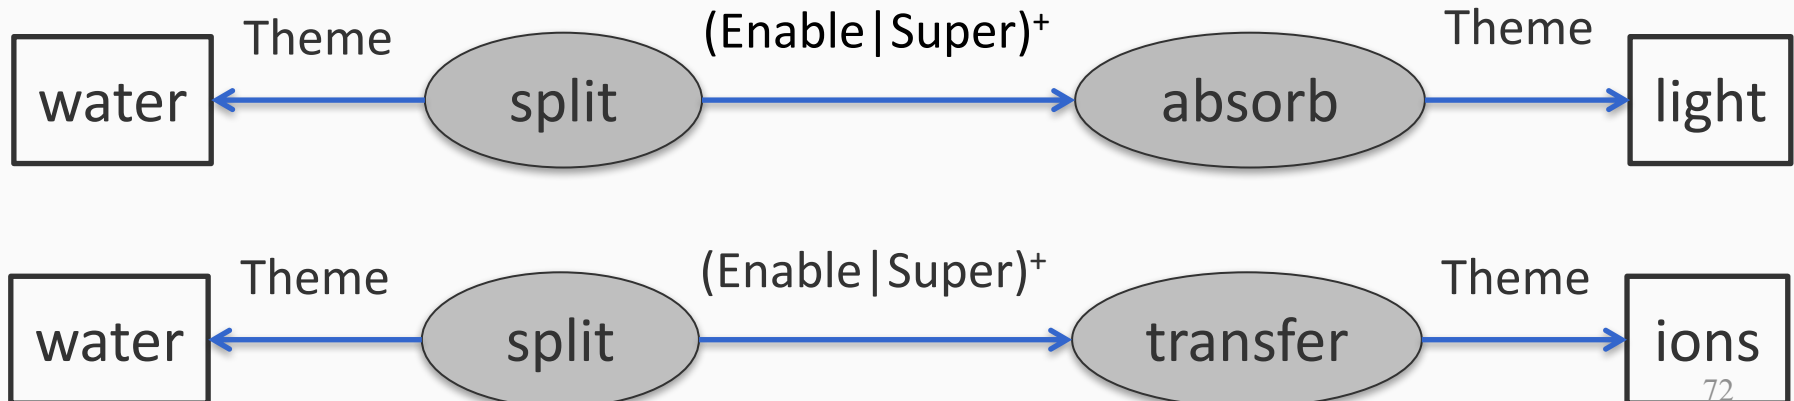 Theme (Enable|Super)⁺ Theme
water split absorb light
Theme (Enable|Super)⁺ Theme
water split transfer ions
72